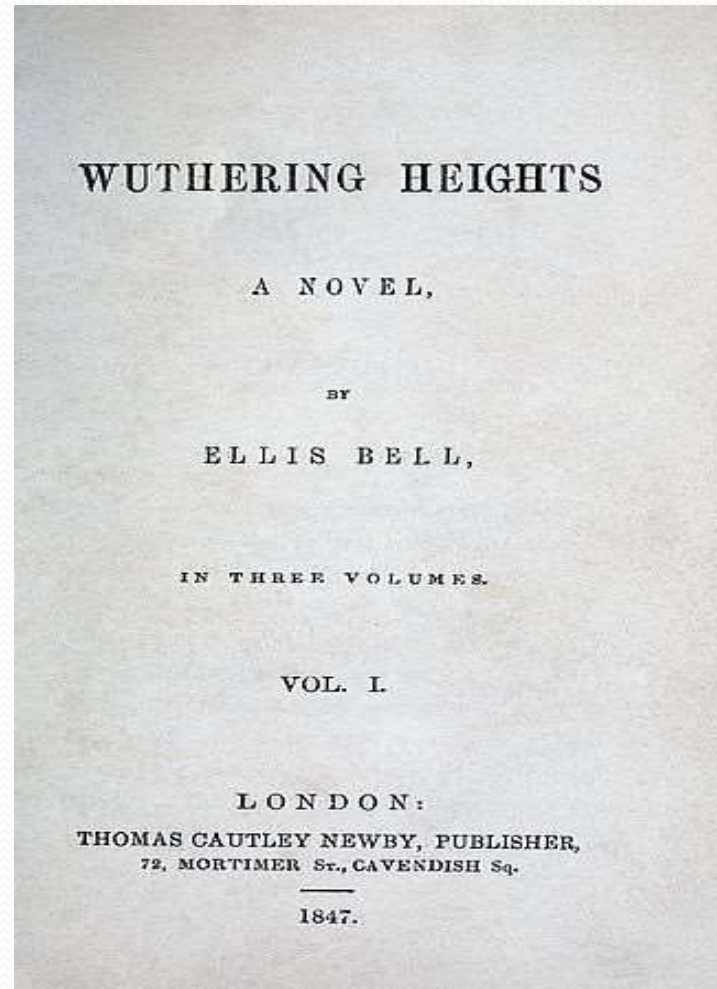 WUTHERING HEIGHTS
A NOVEL,
BY
ELLIS BELL,
IN THREE VOLUMES.
VOL. I.
LONDON:
THOMAS CAUTLEY NEWBY, PUBLISHER,
72, MORTIMER St., CAVENDISH Sq.
1847.